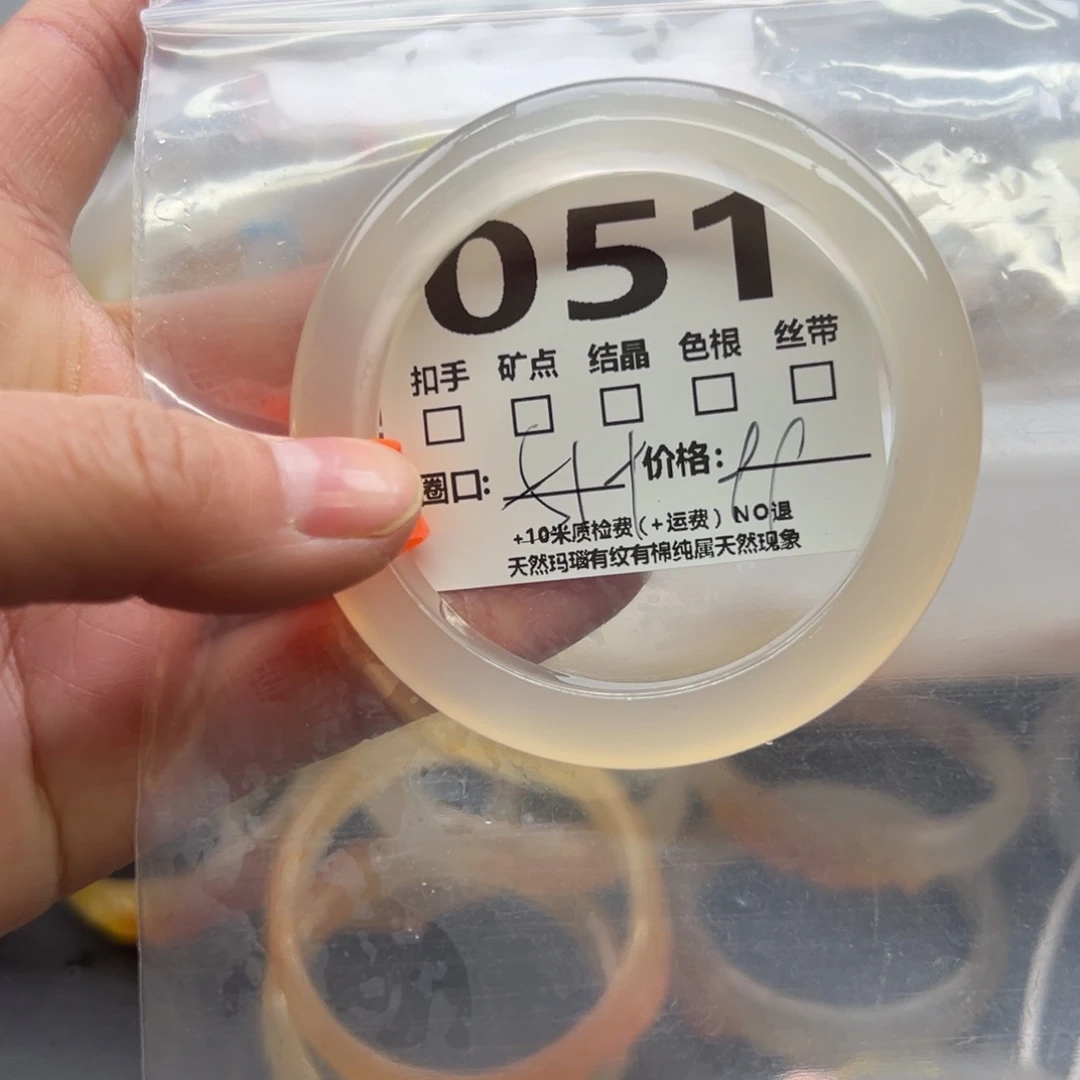 051
扣手 矿点 结晶 色根 丝带
圈口: 价格:
+10米质检费(+运费)NO退
天然玛瑙有纹有棉纯属天然现象